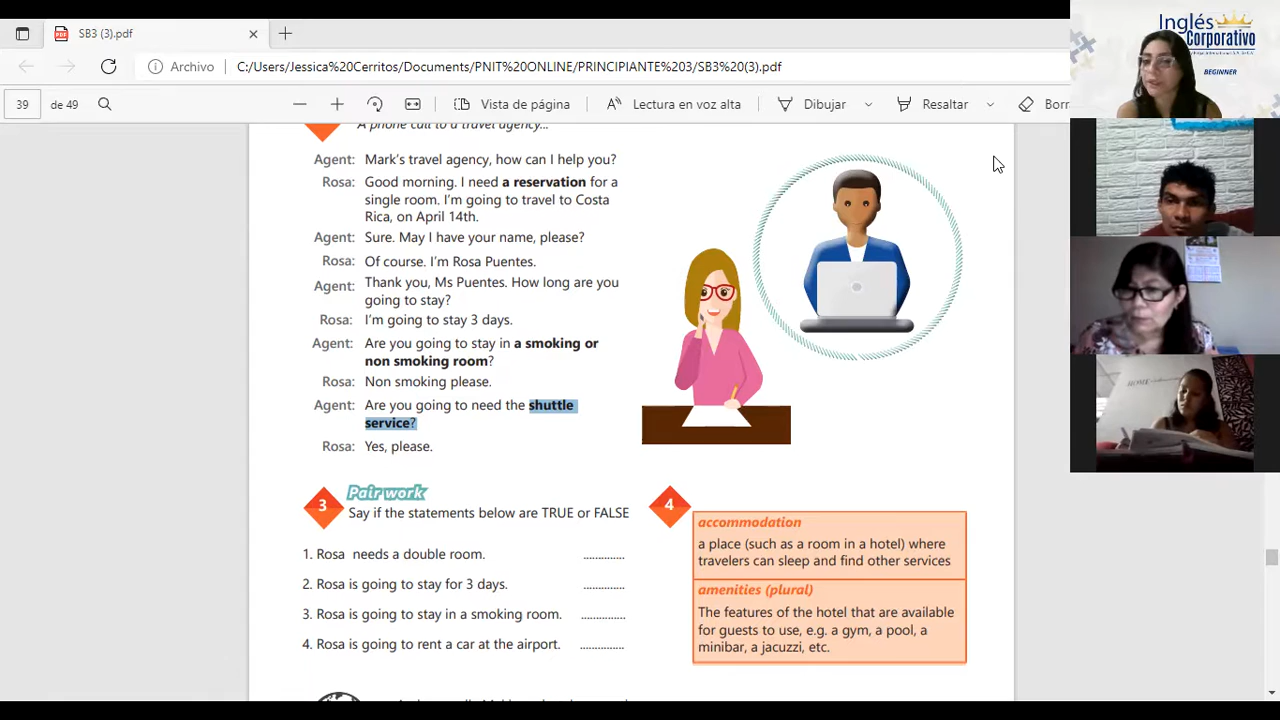 SB3 (3).pdf
Archivo
C:/Users/Jessica%20Cerritos/Documents/PNP
ONLINE/PRINCIPIANTE%203/SB3%20(3).pdf
39
de 49
Vista de página
Lectura en voz alta
Dibujar
Resaltar
Borr
Agent: Mark's travel agency, how can I help you?
Rosa: Good morning. I need a reservation for a
single room. I'm going to travel to Costa
Rica, on April 14th.
Agent: Sure. May I have your name, please?
Rosa: Of course. I'm Rosa Puentes.
Agent: Thank you, Ms Puentes. How long are you
going to stay?
Rosa: I'm going to stay 3 days.
Agent: Are you going to stay in a smoking or
non smoking room?
Rosa: Non smoking please.
Agent: Are you going to need the shuttle
service?
Rosa: Yes, please.
3
Pair work
Say if the statements below are TRUE or FALSE
1. Rosa needs a double room. ..............
2. Rosa is going to stay for 3 days. ..............
3. Rosa is going to stay in a smoking room. ...............
4. Rosa is going to rent a car at the airport. ...............
4
accommodation
a place (such as a room in a hotel) where
travelers can sleep and find other services
amenities (plural)
The features of the hotel that are available
for guests to use, e.g. a gym, a pool, a
minibar, a jacuzzi, etc.
Inglés
Corporativo
BEGINNER